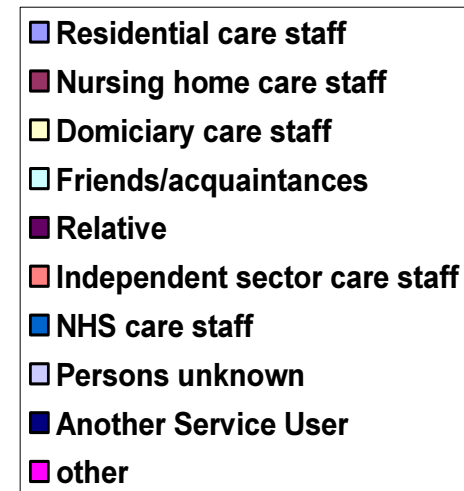 Residential care staff
Nursing home care staff
Domiciary care staff
Friends/acquaintances
Relative
Independent sector care staff
NHS care staff
Persons unknown
Another Service User
other